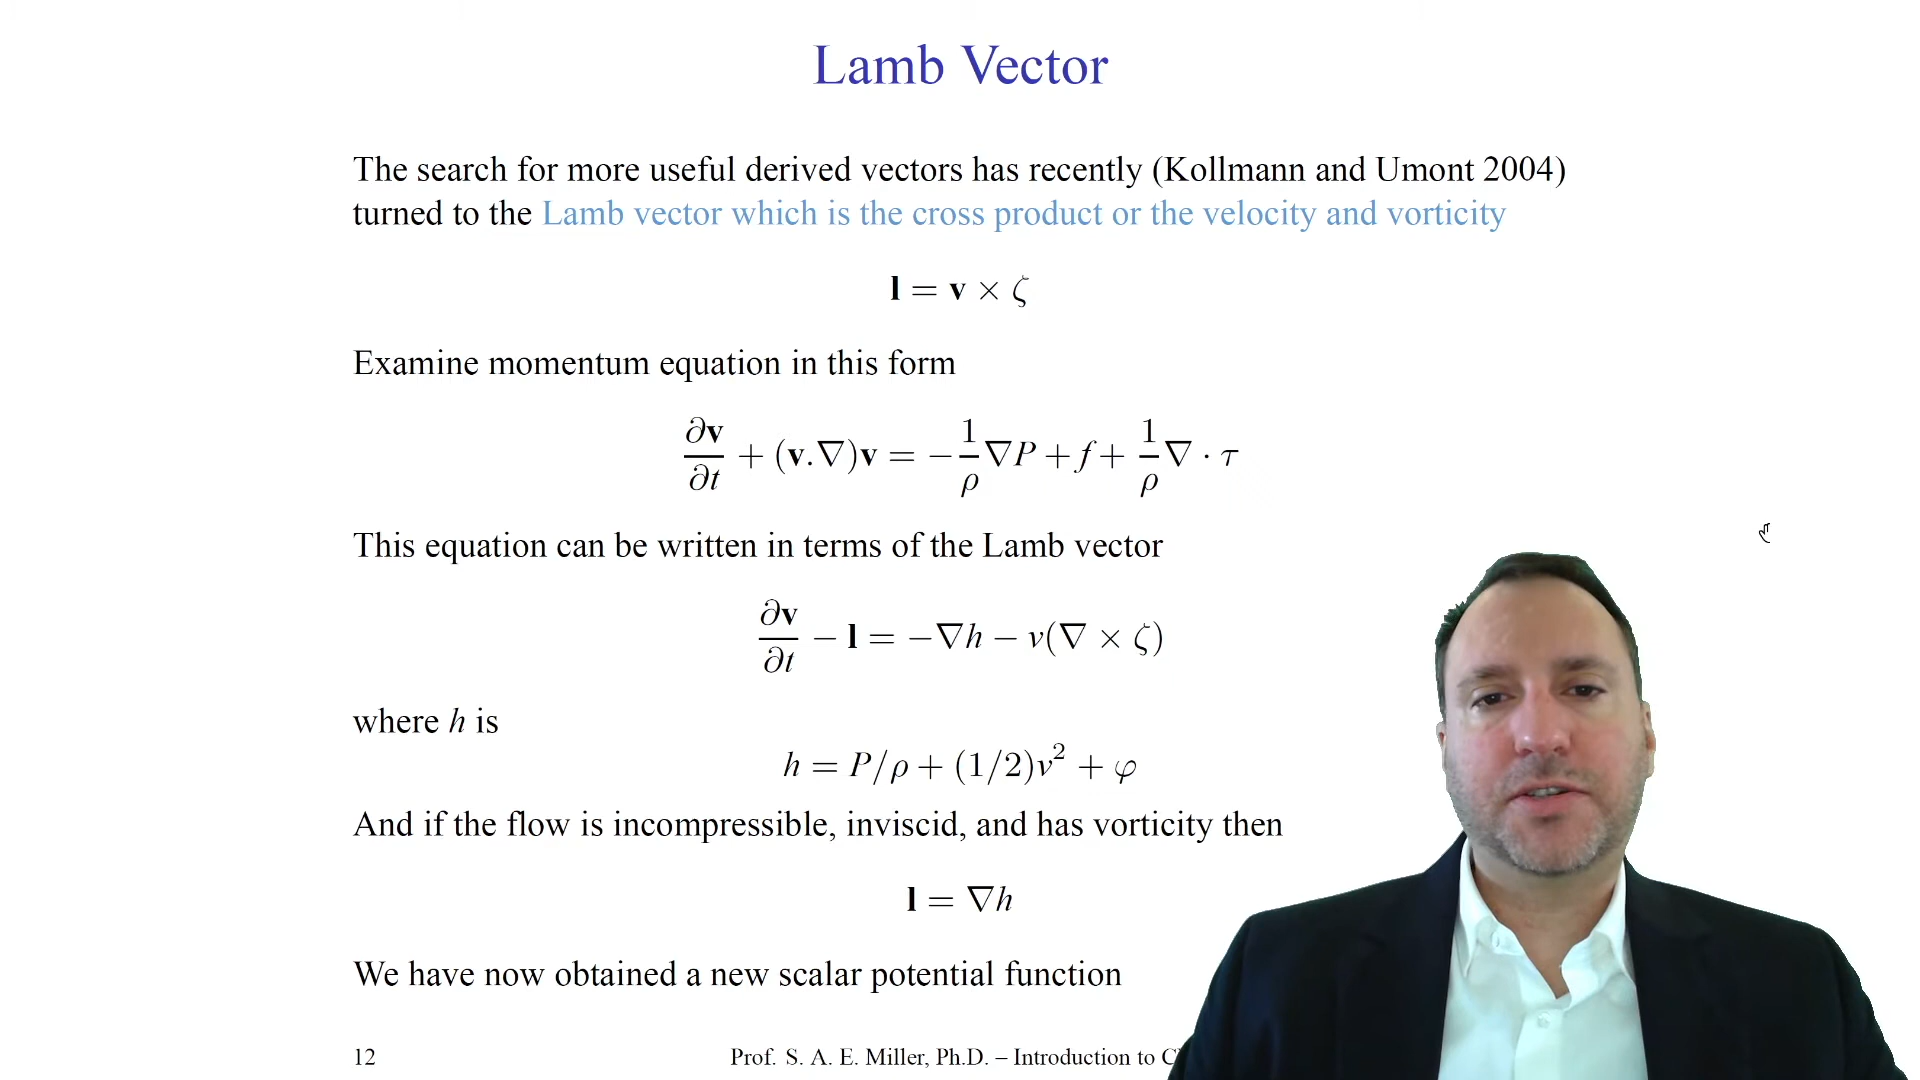 Lamb Vector
The search for more useful derived vectors has recently (Kollmann and Umont 2004)
turned to the Lamb vector which is the cross product or the velocity and vorticity
l = v × ζ
Examine momentum equation in this form
∂v/∂t + (v.∇)v = −1/ρ ∇P + f + 1/ρ ∇ · τ
This equation can be written in terms of the Lamb vector
∂v/∂t − l = −∇h − ν(∇ × ζ)
where h is
h = P/ρ + (1/2)v² + φ
And if the flow is incompressible, inviscid, and has vorticity then
l = ∇h
We have now obtained a new scalar potential function
12 Prof. S. A. E. Miller, Ph.D. – Introduction to